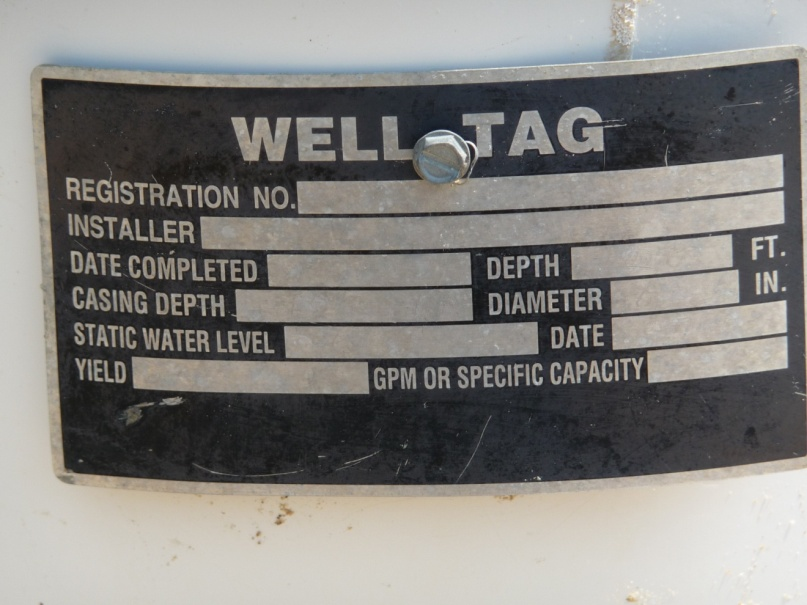 WELL TAG
REGISTRATION NO.
INSTALLER
DATE COMPLETED DEPTH FT.
CASING DEPTH DIAMETER IN.
STATIC WATER LEVEL DATE
YIELD GPM OR SPECIFIC CAPACITY